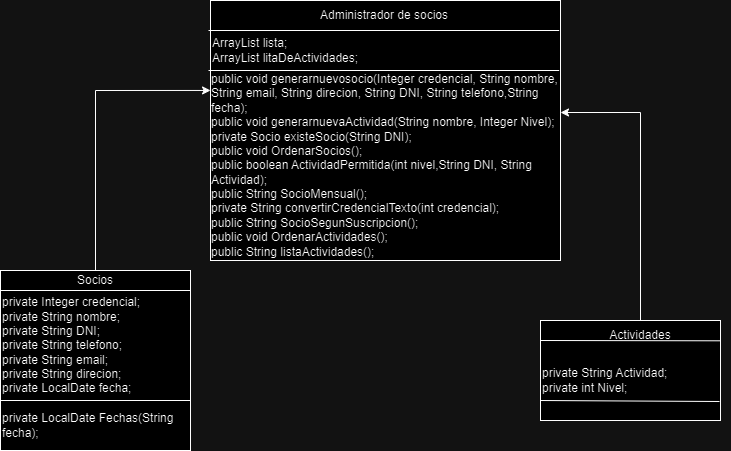 Administrador de socios
ArrayList lista;
ArrayList litaDeActividades;
public void generarnuevosocio(Integer credencial, String nombre,
String email, String direcion, String DNI, String telefono,String
fecha);
public void generarnuevaActividad(String nombre, Integer Nivel);
private Socio existeSocio(String DNI);
public void OrdenarSocios();
public boolean ActividadPermitida(int nivel,String DNI, String
Actividad);
public String SocioMensual();
private String convertirCredencialTexto(int credencial);
public String SocioSegunSuscripcion();
public void OrdenarActividades();
public String listaActividades();
Socios
private Integer credencial;
private String nombre;
private String DNI;
private String telefono;
private String email;
private String direcion;
private LocalDate fecha;
private LocalDate Fechas(String
fecha);
Actividades
private String Actividad;
private int Nivel;